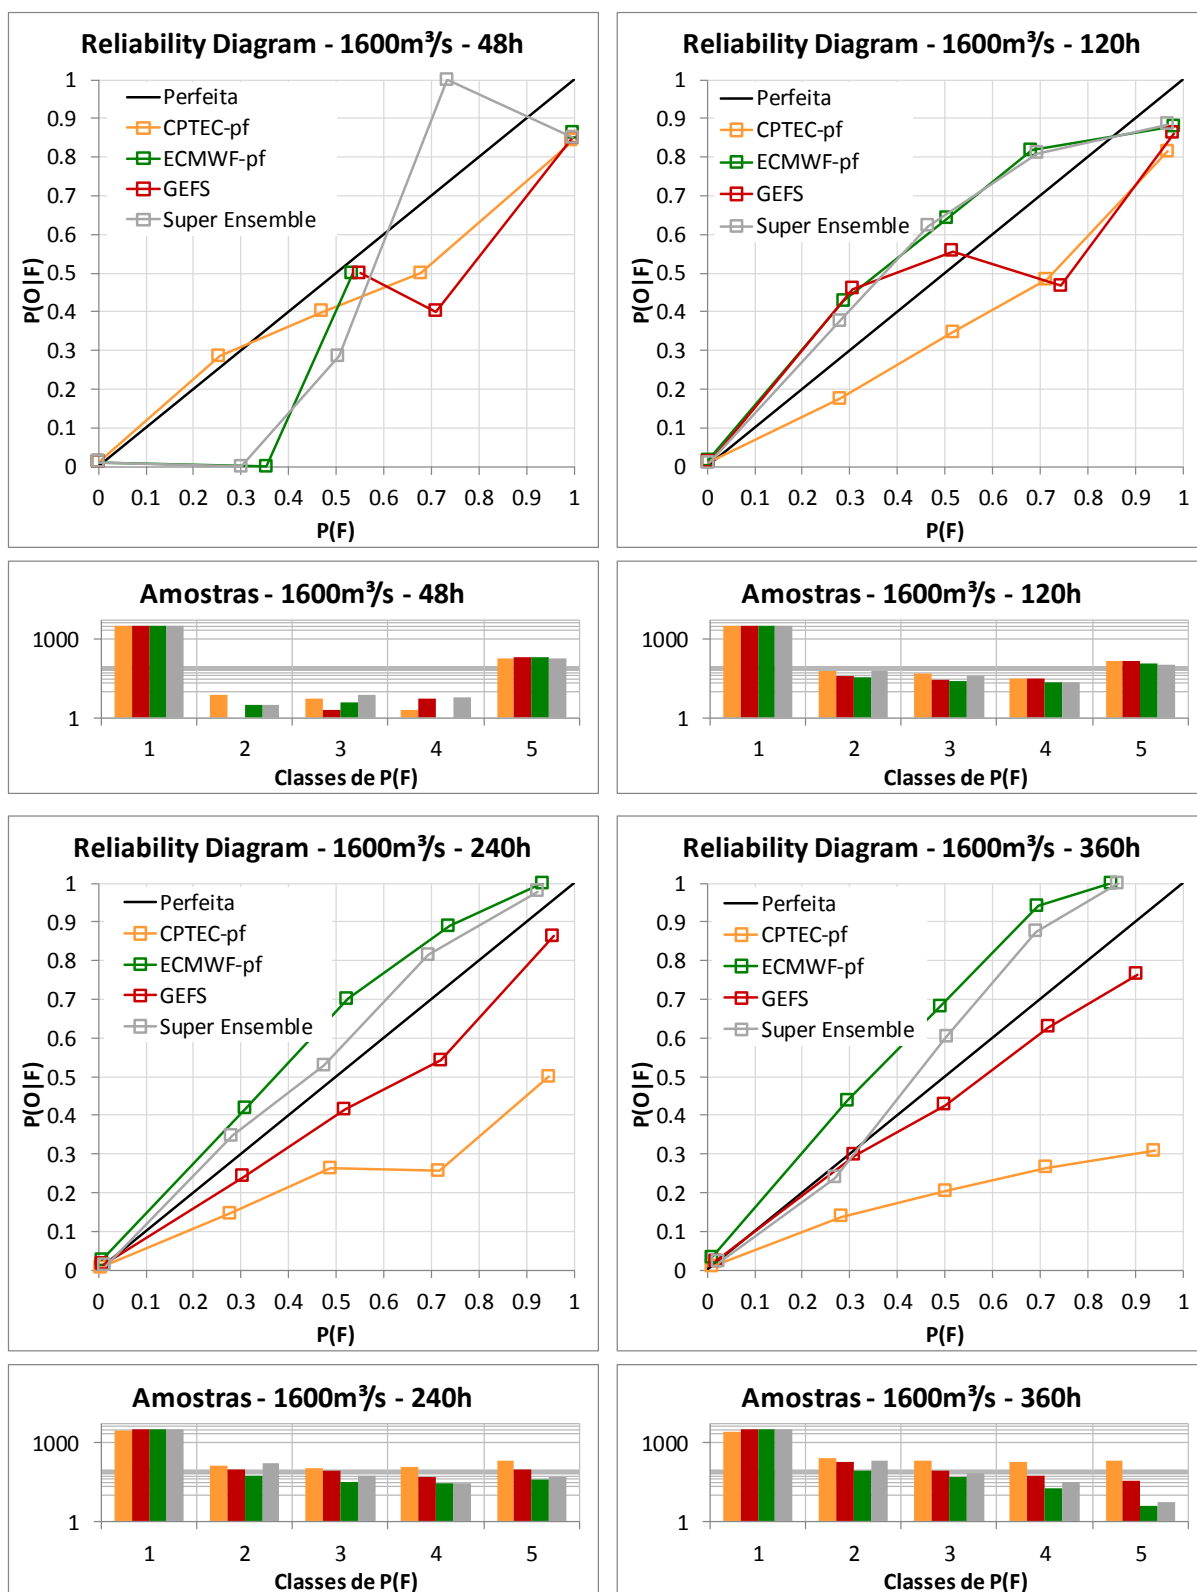 Reliability Diagram - 1600m³/s - 48h
1
0.9
0.8
0.7
0.6
0.5
0.4
0.3
0.2
0.1
0
P(O|F)
Perfeita
CPTEC-pf
ECMWF-pf
GEFS
Super Ensemble
0 0.1 0.2 0.3 0.4 0.5 0.6 0.7 0.8 0.9 1
P(F)
Reliability Diagram - 1600m³/s - 120h
1
0.9
0.8
0.7
0.6
0.5
0.4
0.3
0.2
0.1
0
P(O|F)
Perfeita
CPTEC-pf
ECMWF-pf
GEFS
Super Ensemble
0 0.1 0.2 0.3 0.4 0.5 0.6 0.7 0.8 0.9 1
P(F)
Amostras - 1600m³/s - 48h
1000
1
1 2 3 4 5
Classes de P(F)
Amostras - 1600m³/s - 120h
1000
1
1 2 3 4 5
Classes de P(F)
Reliability Diagram - 1600m³/s - 240h
1
0.9
0.8
0.7
0.6
0.5
0.4
0.3
0.2
0.1
0
P(O|F)
Perfeita
CPTEC-pf
ECMWF-pf
GEFS
Super Ensemble
0 0.1 0.2 0.3 0.4 0.5 0.6 0.7 0.8 0.9 1
P(F)
Reliability Diagram - 1600m³/s - 360h
1
0.9
0.8
0.7
0.6
0.5
0.4
0.3
0.2
0.1
0
P(O|F)
Perfeita
CPTEC-pf
ECMWF-pf
GEFS
Super Ensemble
0 0.1 0.2 0.3 0.4 0.5 0.6 0.7 0.8 0.9 1
P(F)
Amostras - 1600m³/s - 240h
1000
1
1 2 3 4 5
Classes de P(F)
Amostras - 1600m³/s - 360h
1000
1
1 2 3 4 5
Classes de P(F)